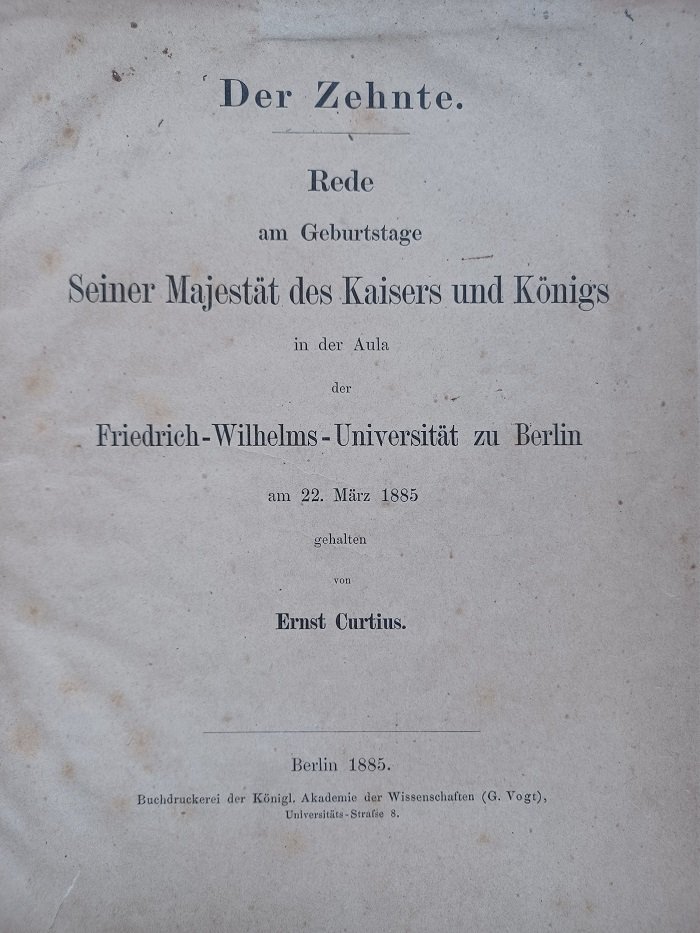 Der Zehnte.
Rede
am Geburtstage
Seiner Majestät des Kaisers und Königs
in der Aula
der
Friedrich-Wilhelms-Universität zu Berlin
am 22. März 1885
gehalten
von
Ernst Curtius.
Berlin 1885.
Buchdruckerei der Königl. Akademie der Wissenschaften (G. Vogt),
Universitäts-Straſse 8.